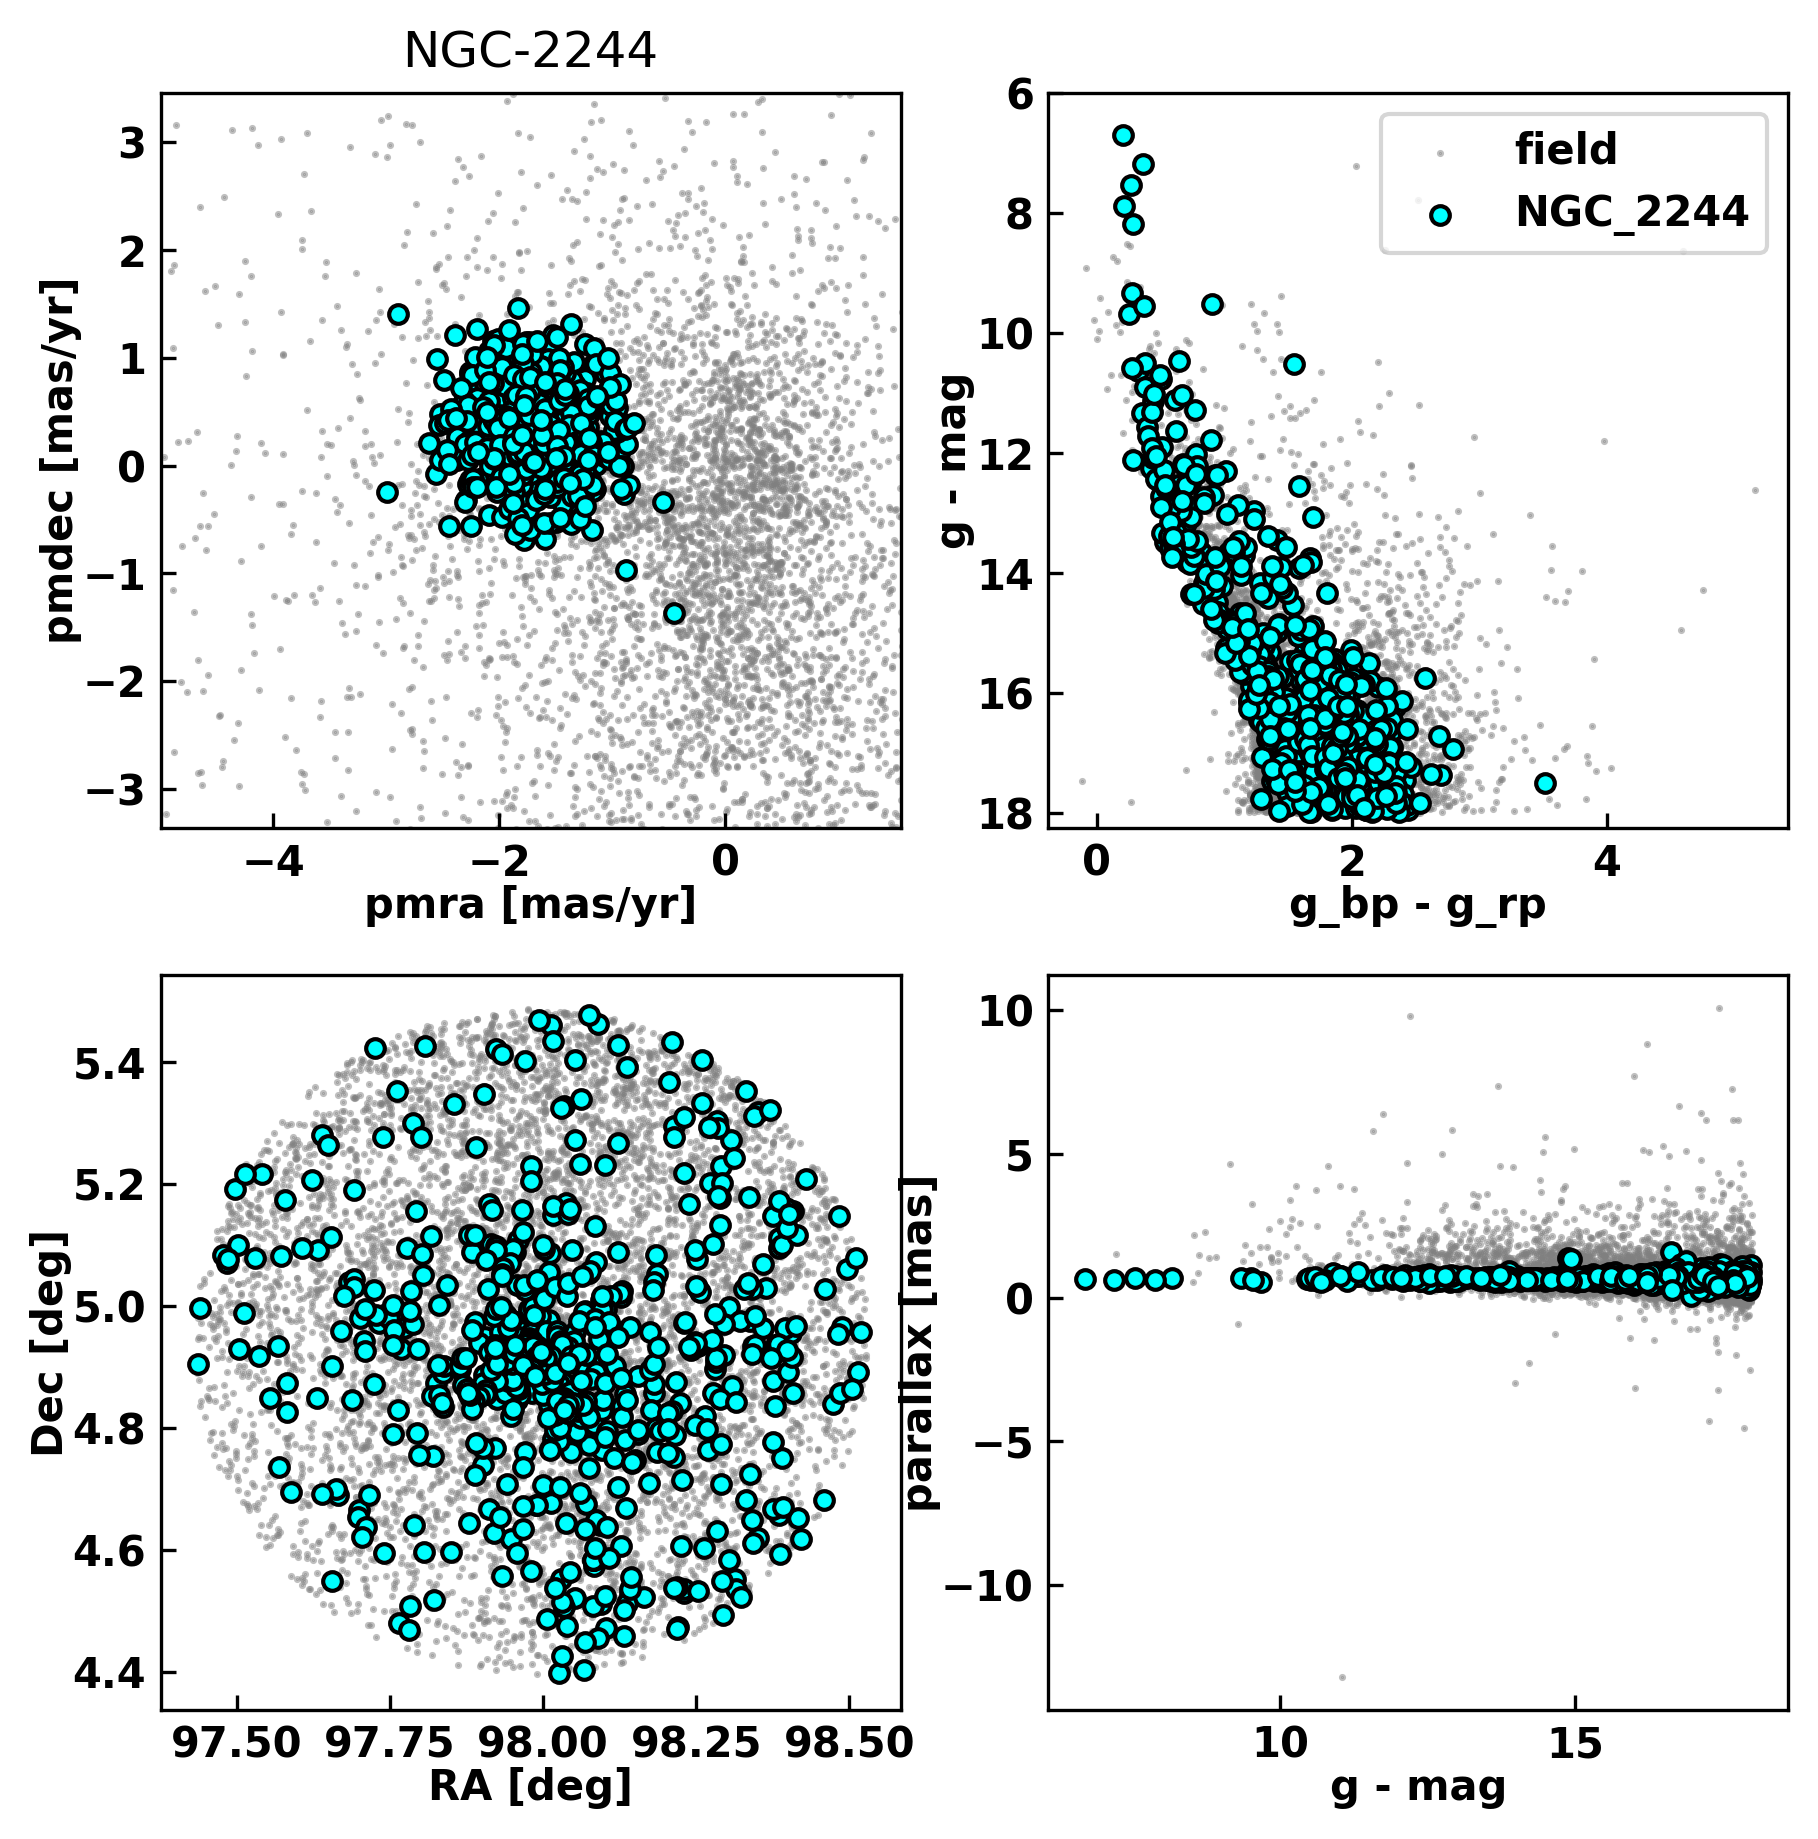 NGC-2244
3
2
1
0
−1
−2
−3
pmdec [mas/yr]
−4 −2 0
pmra [mas/yr]
6
8
10
12
14
16
18
g - mag
field
NGC_2244
0 2 4
g_bp - g_rp
5.4
5.2
5.0
4.8
4.6
4.4
Dec [deg]
97.50 97.75 98.00 98.25 98.50
RA [deg]
10
5
0
−5
−10
parallax [mas]
10 15
g - mag